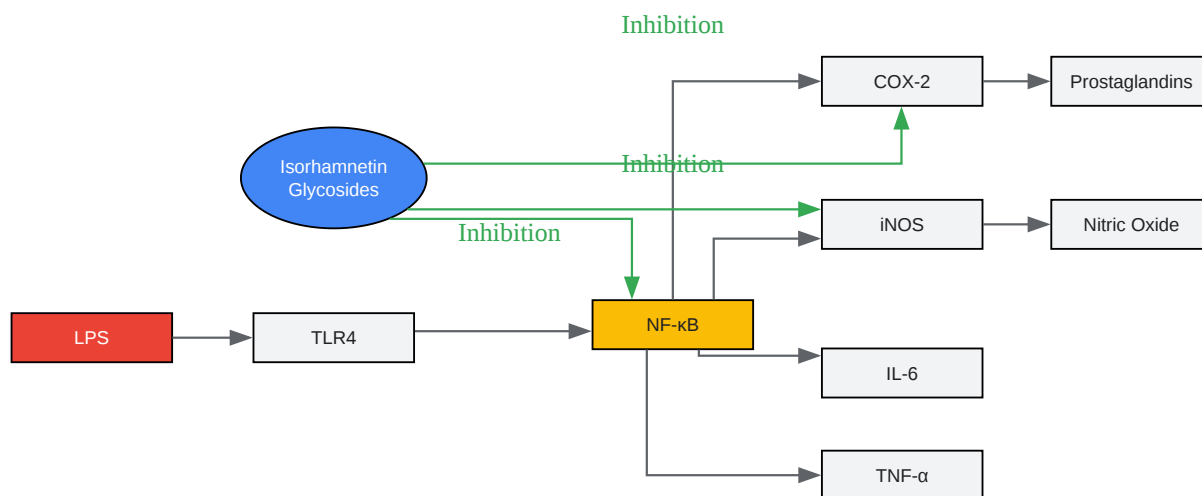 Inhibition
COX-2
Prostaglandins
Isorhamnetin
Glycosides
Inhibition
iNOS
Nitric Oxide
Inhibition
NF-κB
LPS
TLR4
IL-6
TNF-α